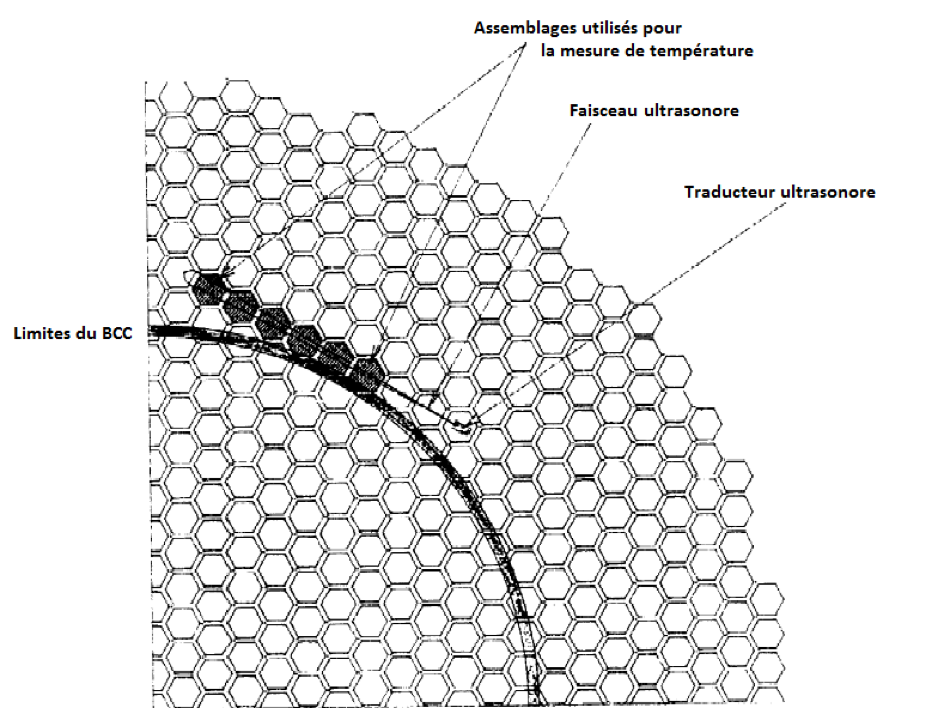 Assemblages utilisés pour
la mesure de température
Faisceau ultrasonore
Traducteur ultrasonore
Limites du BCC